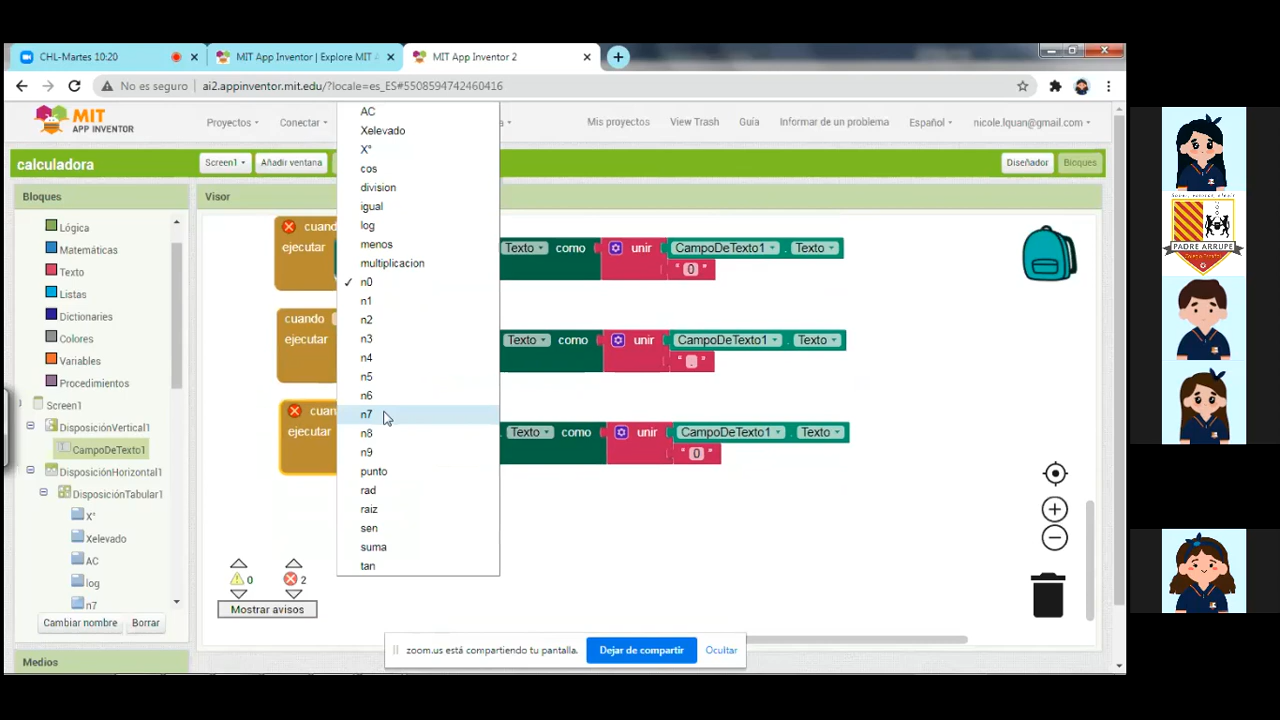 CHL-Martes 10:20
MIT App Inventor | Explore MIT
MIT App Inventor 2
No es seguro | ai2.appinventor.mit.edu/?locale=es_ES#5508594742460416
MIT
APP INVENTOR
Proyectos
Conectar
Mis proyectos
View Trash
Guía
Informar de un problema
Español
nicole.lquan@gmail.com
calculadora
Screen1
Añadir ventana
Diseñador
Bloques
Bloques
Visor
Lógica
Matemáticas
Texto
Listas
Dictionaries
Colores
Variables
Procedimientos
Screen1
DisposiciónVertical1
CampoDeTexto1
DisposiciónHorizontal1
DisposiciónTabular1
X°
Xelevado
AC
log
n7
Cambiar nombre
Borrar
Medios
AC
Xelevado
X°
cos
division
igual
log
menos
multiplicacion
✓ n0
n1
n2
n3
n4
n5
n6
n7
n8
n9
punto
rad
raiz
sen
suma
tan
cuando
ejecutar
Texto como unir CampoDeTexto1 . Texto
" 0 "
cuando
ejecutar
Texto como unir CampoDeTexto1 . Texto
" . "
ejecutar
Texto como unir CampoDeTexto1 . Texto
" 0 "
0
2
Mostrar avisos
zoom.us está compartiendo tu pantalla.
Dejar de compartir
Ocultar
PADRE ARRUPE